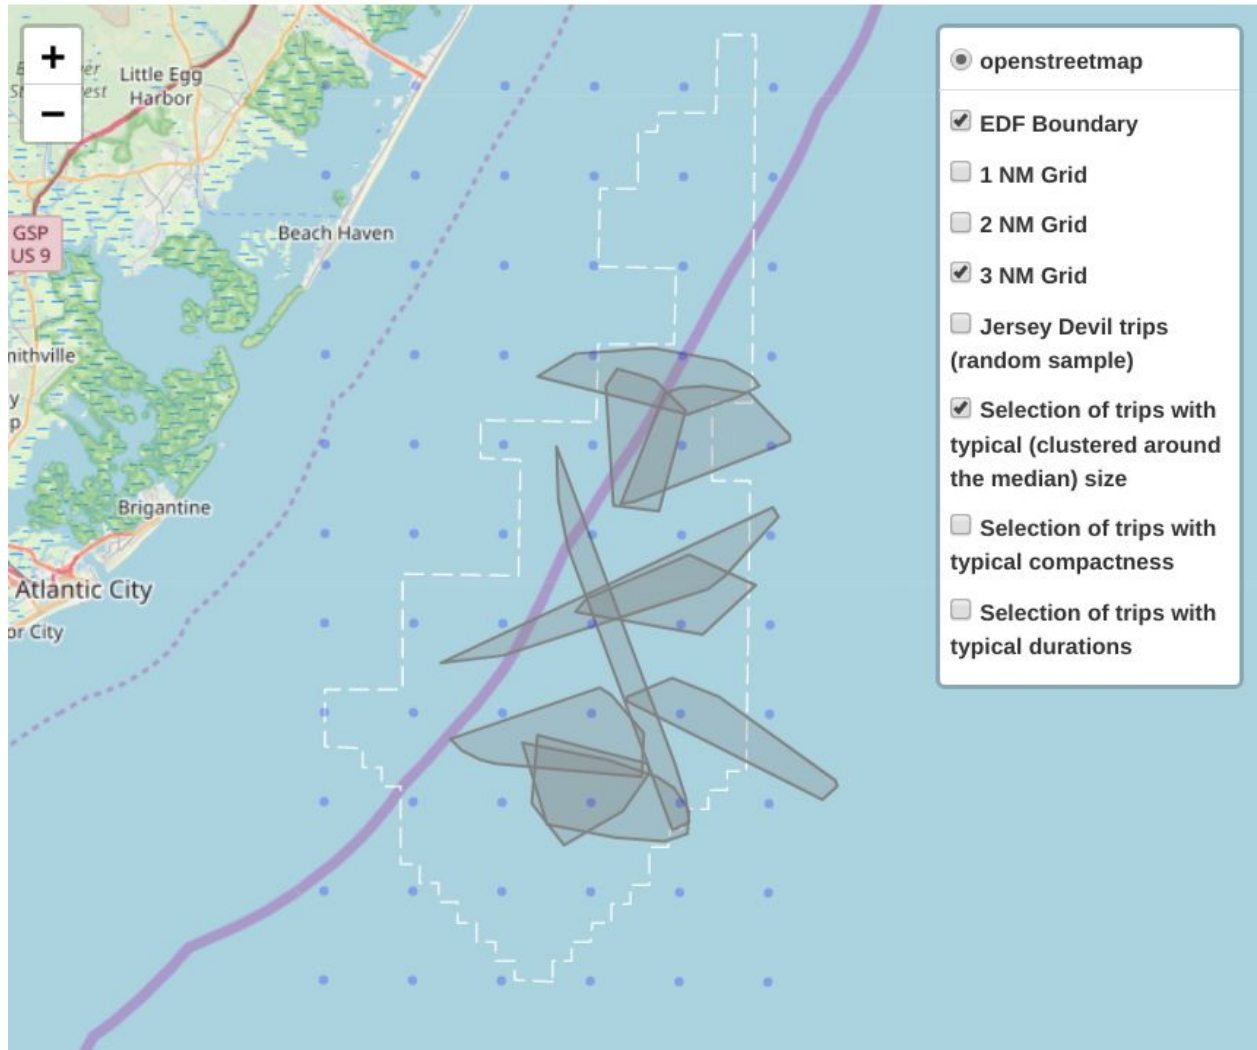 +
−
Little Egg
Harbor
GSP
US 9
Beach Haven
Brigantine
Atlantic City
City
openstreetmap
EDF Boundary
1 NM Grid
2 NM Grid
3 NM Grid
Jersey Devil trips
(random sample)
Selection of trips with
typical (clustered around
the median) size
Selection of trips with
typical compactness
Selection of trips with
typical durations